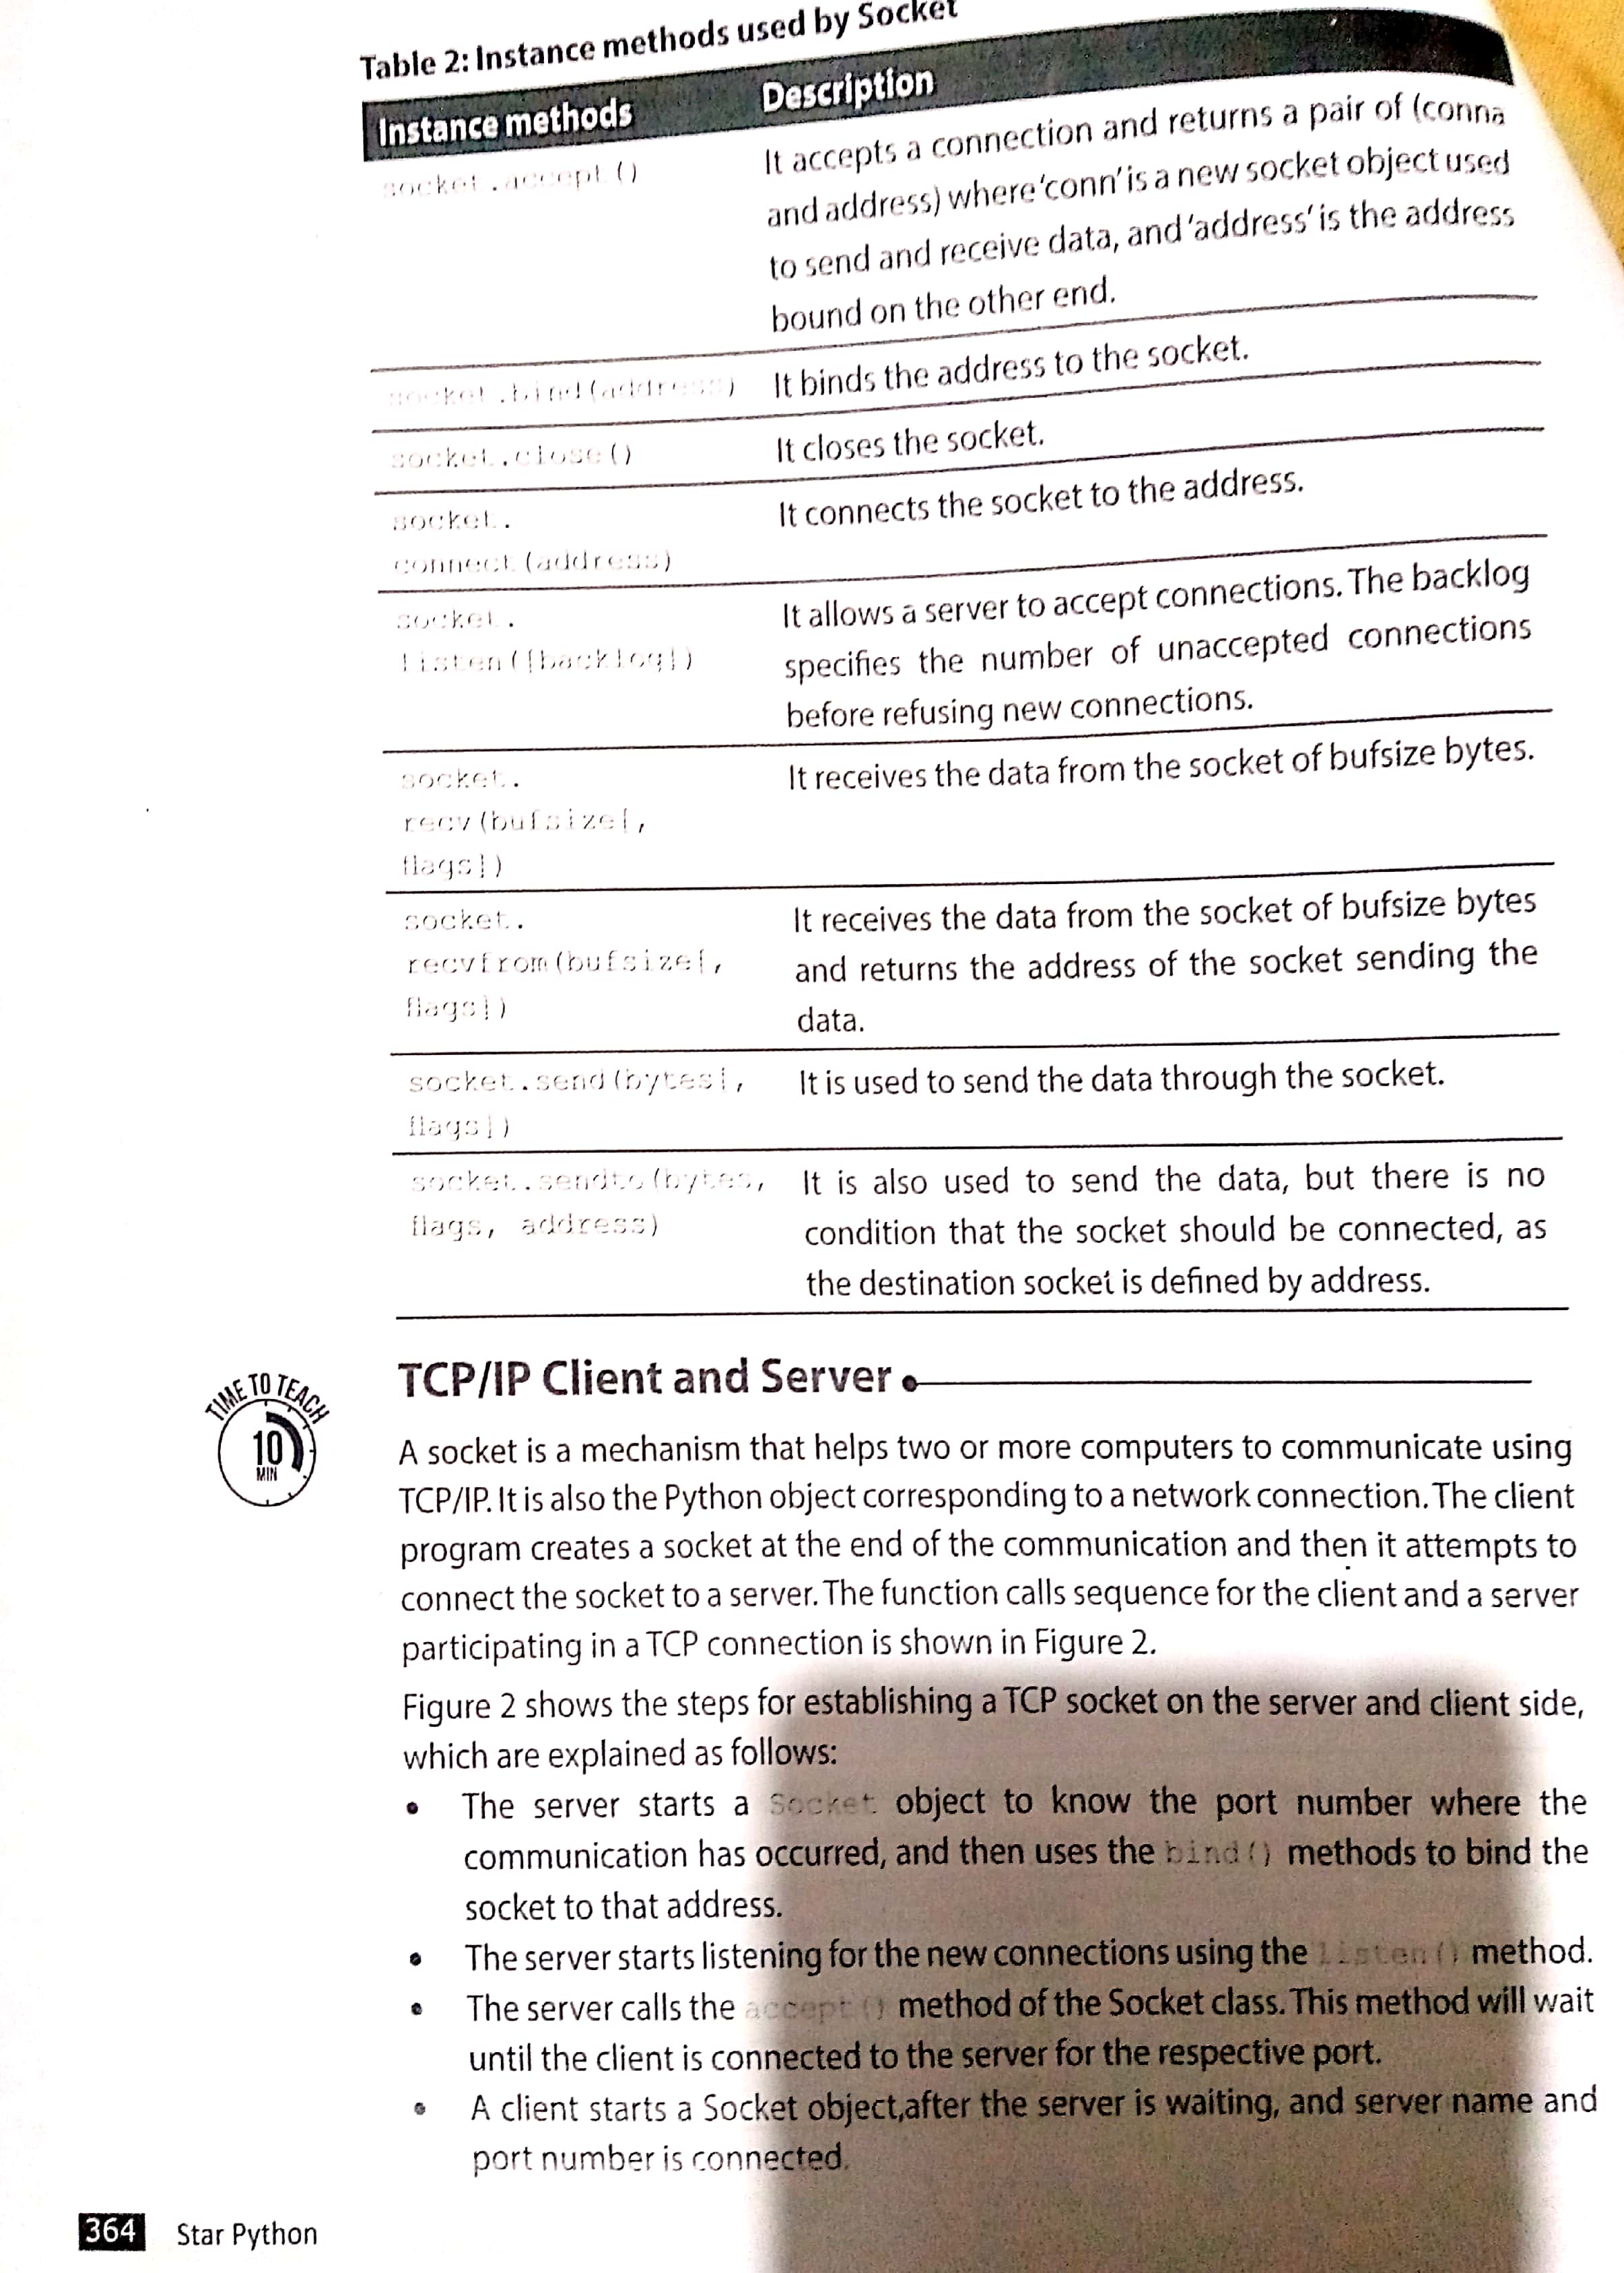 Table 2: Instance methods used by Socket
Instance methods Description
socket.accept() It accepts a connection and returns a pair of (conna
and address) where 'conn' is a new socket object used
to send and receive data, and 'address' is the address
bound on the other end.
socket.bind(address) It binds the address to the socket.
socket.close() It closes the socket.
socket. It connects the socket to the address.
connect(address)
socket. It allows a server to accept connections. The backlog
listen([backlog]) specifies the number of unaccepted connections
before refusing new connections.
socket. It receives the data from the socket of bufsize bytes.
recv(bufsize[,
flags])
socket. It receives the data from the socket of bufsize bytes
recvfrom(bufsize[, and returns the address of the socket sending the
flags]) data.
socket.send(bytes[, It is used to send the data through the socket.
flags])
socket.sendto(bytes, It is also used to send the data, but there is no
flags, address) condition that the socket should be connected, as
the destination socket is defined by address.
TIME TO TEACH
10
MIN
TCP/IP Client and Server
A socket is a mechanism that helps two or more computers to communicate using
TCP/IP. It is also the Python object corresponding to a network connection. The client
program creates a socket at the end of the communication and then it attempts to
connect the socket to a server. The function calls sequence for the client and a server
participating in a TCP connection is shown in Figure 2.
Figure 2 shows the steps for establishing a TCP socket on the server and client side,
which are explained as follows:
• The server starts a Socket object to know the port number where the
communication has occurred, and then uses the bind() methods to bind the
socket to that address.
• The server starts listening for the new connections using the listen() method.
• The server calls the accept() method of the Socket class. This method will wait
until the client is connected to the server for the respective port.
• A client starts a Socket object,after the server is waiting, and server name and
port number is connected.
364 Star Python